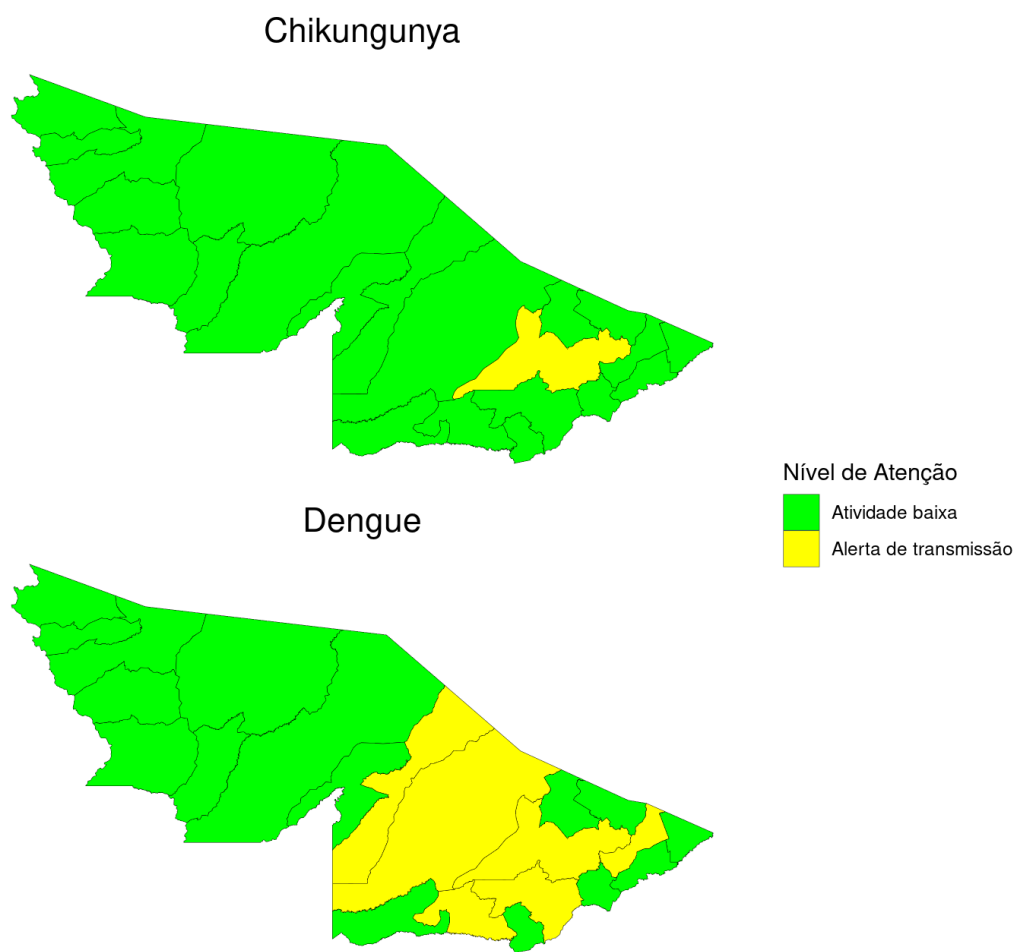 Chikungunya
Dengue
Nível de Atenção
Atividade baixa
Alerta de transmissão